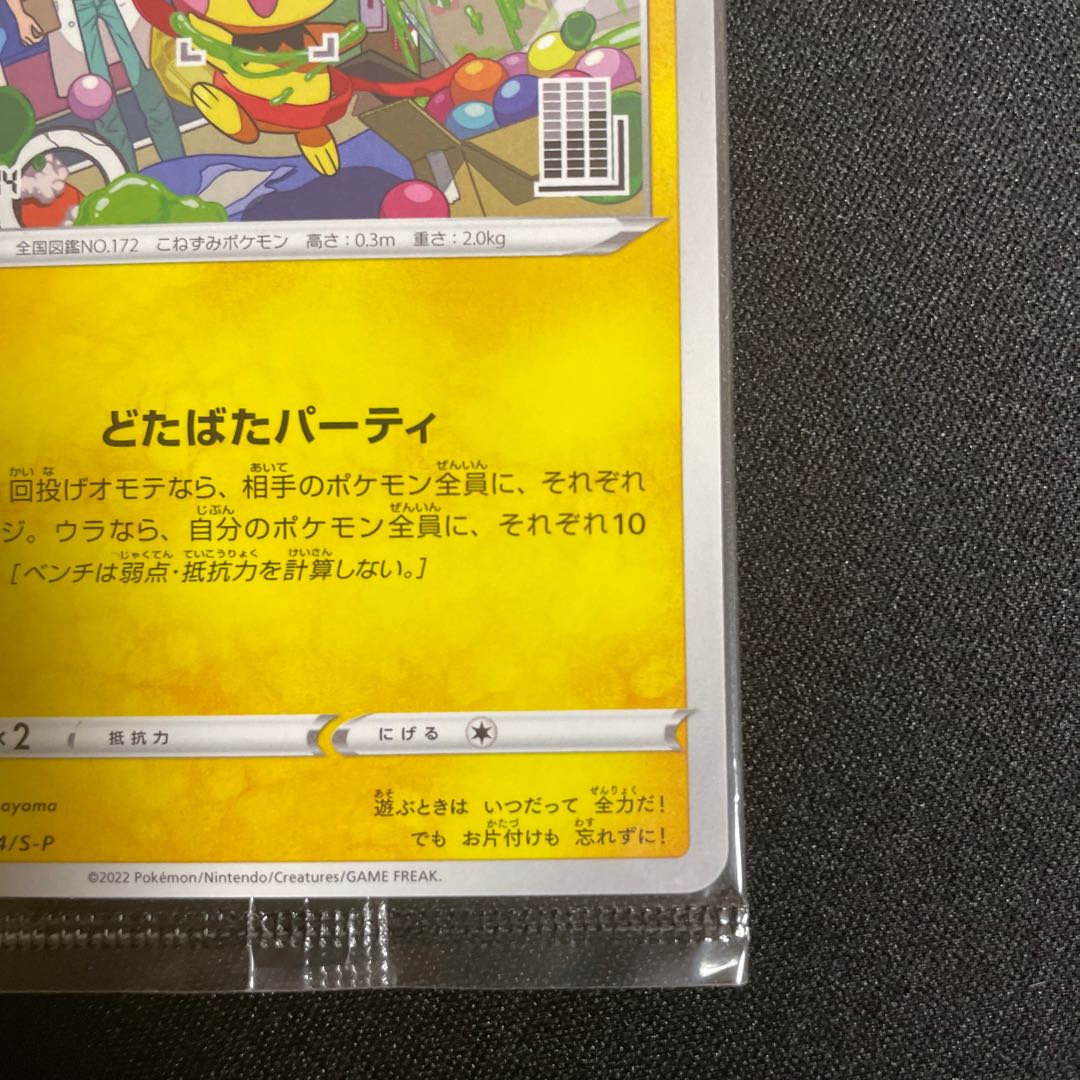 全国図鑑NO.172 こねずみポケモン 高さ:0.3m 重さ:2.0kg
どたばたパーティ
回投げオモテなら、相手のポケモン全員に、それぞれ
ジ。ウラなら、自分のポケモン全員に、それぞれ10
[ベンチは弱点・抵抗力を計算しない。]
×2 抵抗力 にげる
ayama
遊ぶときは いつだって 全力だ!
4/S-P
でも お片付けも 忘れずに!
©2022 Pokémon/Nintendo/Creatures/GAME FREAK.